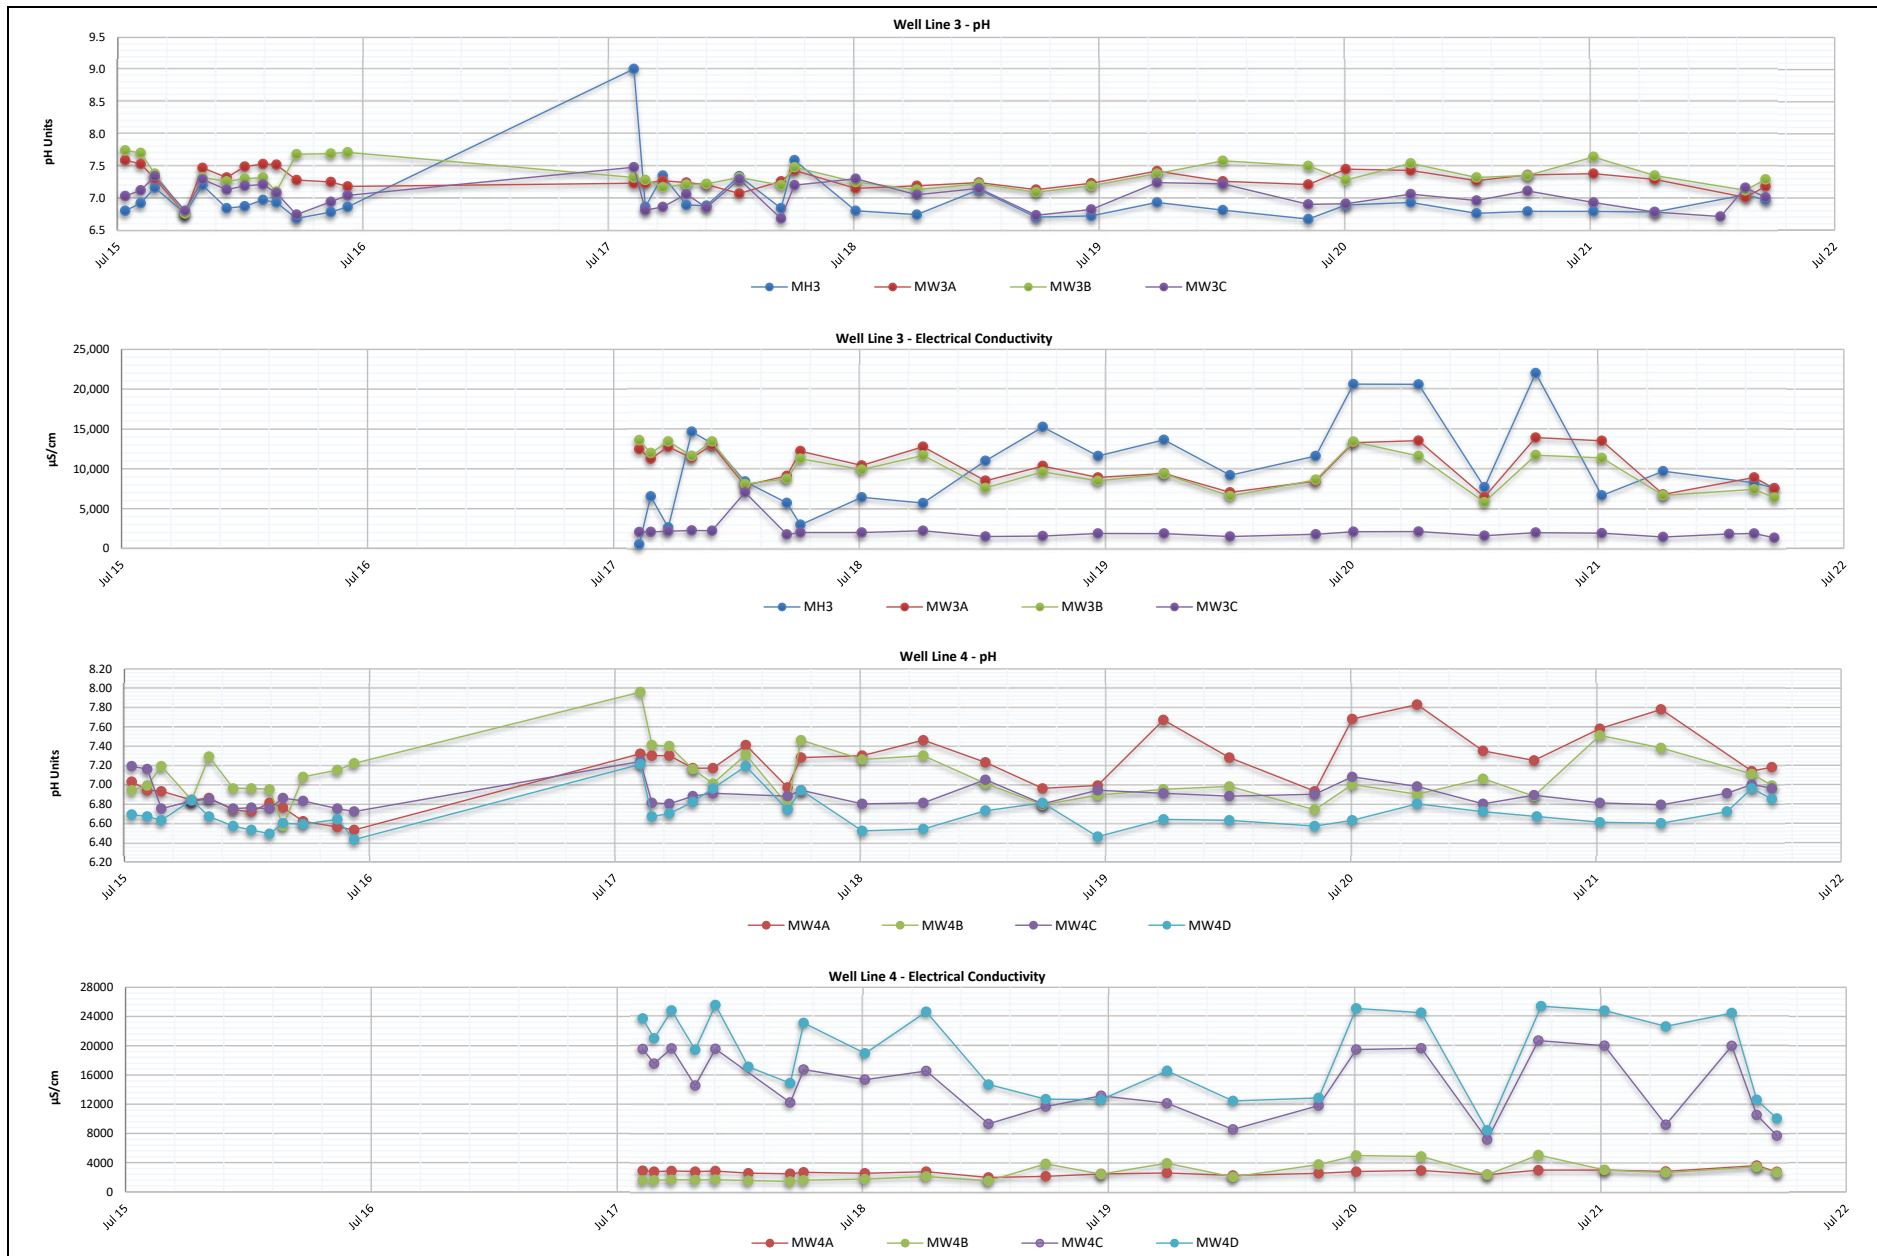 Well Line 3 - pH
9.5
9.0
8.5
8.0
7.5
7.0
6.5
pH Units
Jul 15 Jul 16 Jul 17 Jul 18 Jul 19 Jul 20 Jul 21 Jul 22
MH3 MW3A MW3B MW3C
Well Line 3 - Electrical Conductivity
25,000
20,000
15,000
10,000
5,000
0
µS/cm
Jul 15 Jul 16 Jul 17 Jul 18 Jul 19 Jul 20 Jul 21 Jul 22
MH3 MW3A MW3B MW3C
Well Line 4 - pH
8.20
8.00
7.80
7.60
7.40
7.20
7.00
6.80
6.60
6.40
6.20
pH Units
Jul 15 Jul 16 Jul 17 Jul 18 Jul 19 Jul 20 Jul 21 Jul 22
MW4A MW4B MW4C MW4D
Well Line 4 - Electrical Conductivity
28000
24000
20000
16000
12000
8000
4000
0
µS/cm
Jul 15 Jul 16 Jul 17 Jul 18 Jul 19 Jul 20 Jul 21 Jul 22
MW4A MW4B MW4C MW4D